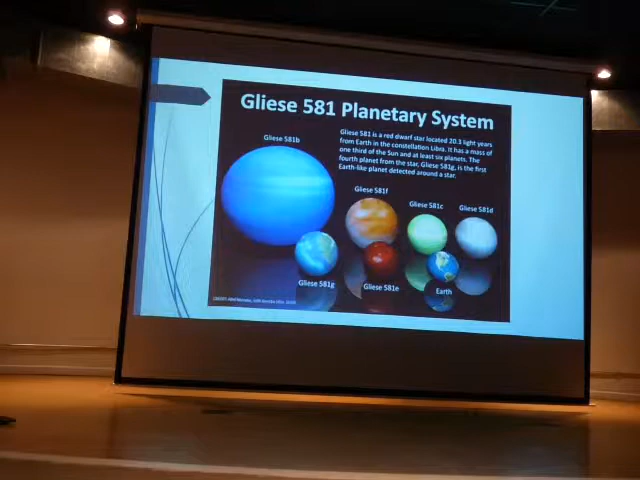 Gliese 581 Planetary System
Gliese 581 is a red dwarf star located 20.3 light years
from Earth in the constellation Libra. It has a mass of
one third of the Sun and at least six planets. The
fourth planet from the star, Gliese 581g, is the first
Earth-like planet detected around a star.
Gliese 581b
Gliese 581f
Gliese 581c
Gliese 581d
Gliese 581g
Gliese 581e
Earth